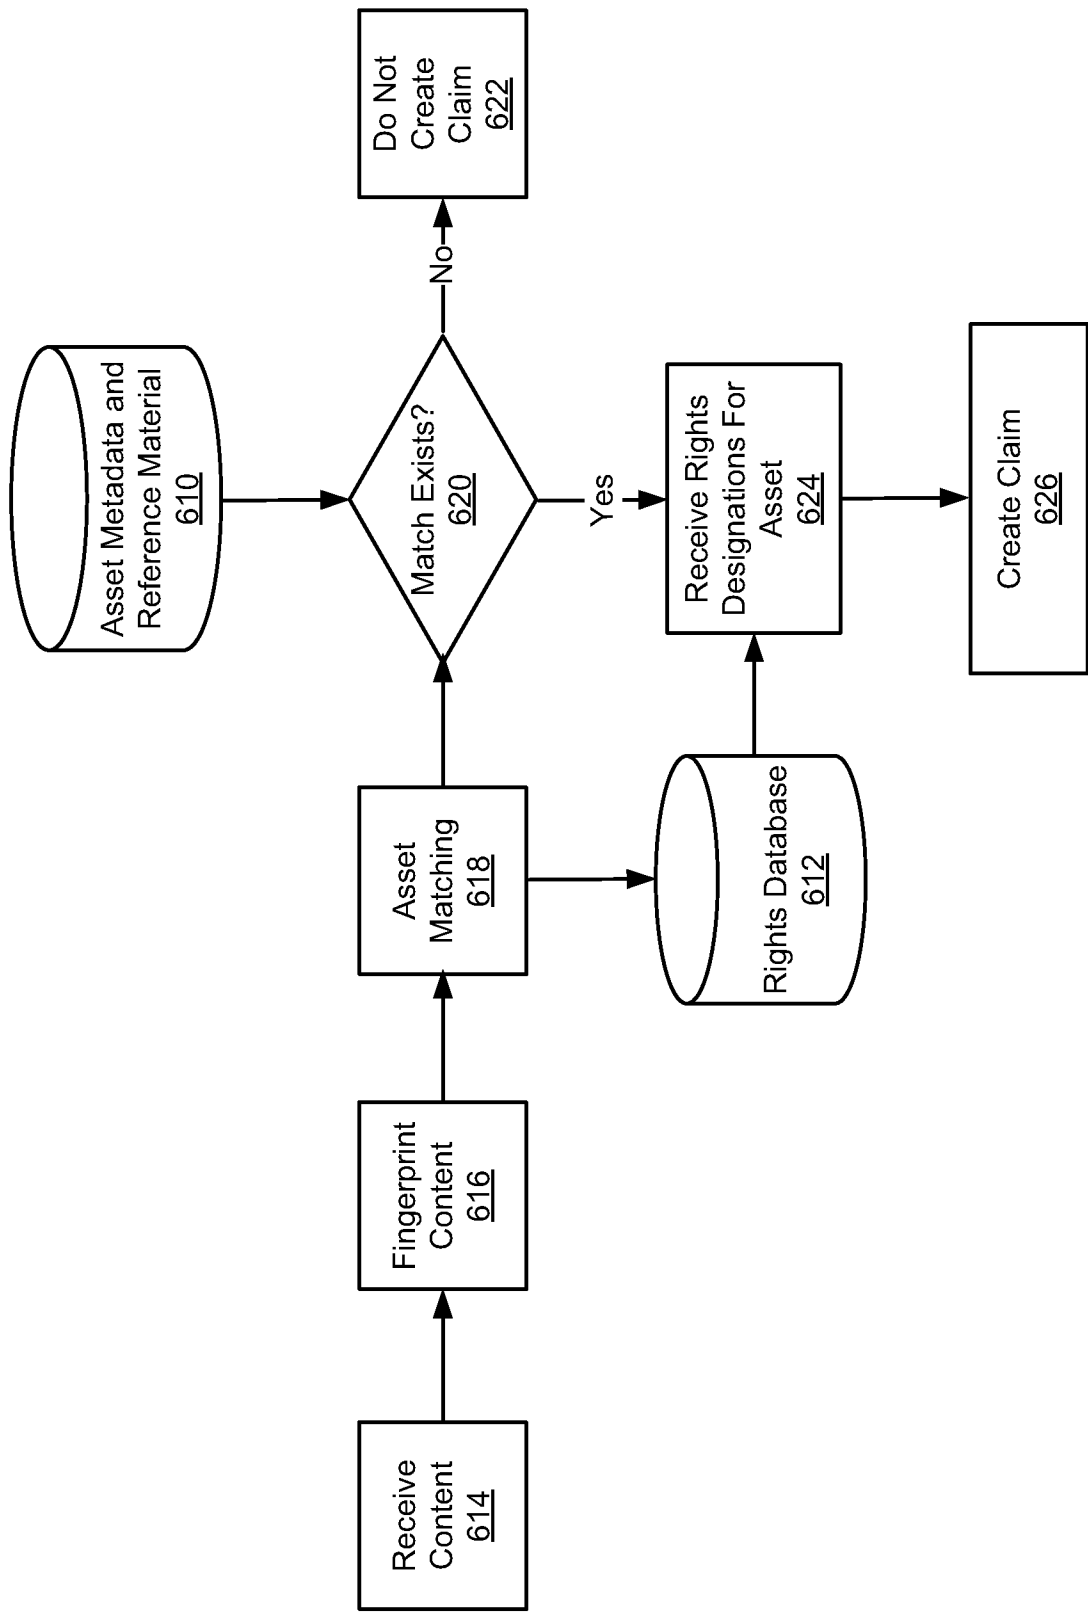 Asset Metadata and
Reference Material
610
Receive
Content
614
Fingerprint
Content
616
Asset
Matching
618
Match Exists?
620
No
Do Not
Create
Claim
622
Yes
Rights Database
612
Receive Rights
Designations For
Asset
624
Create Claim
626